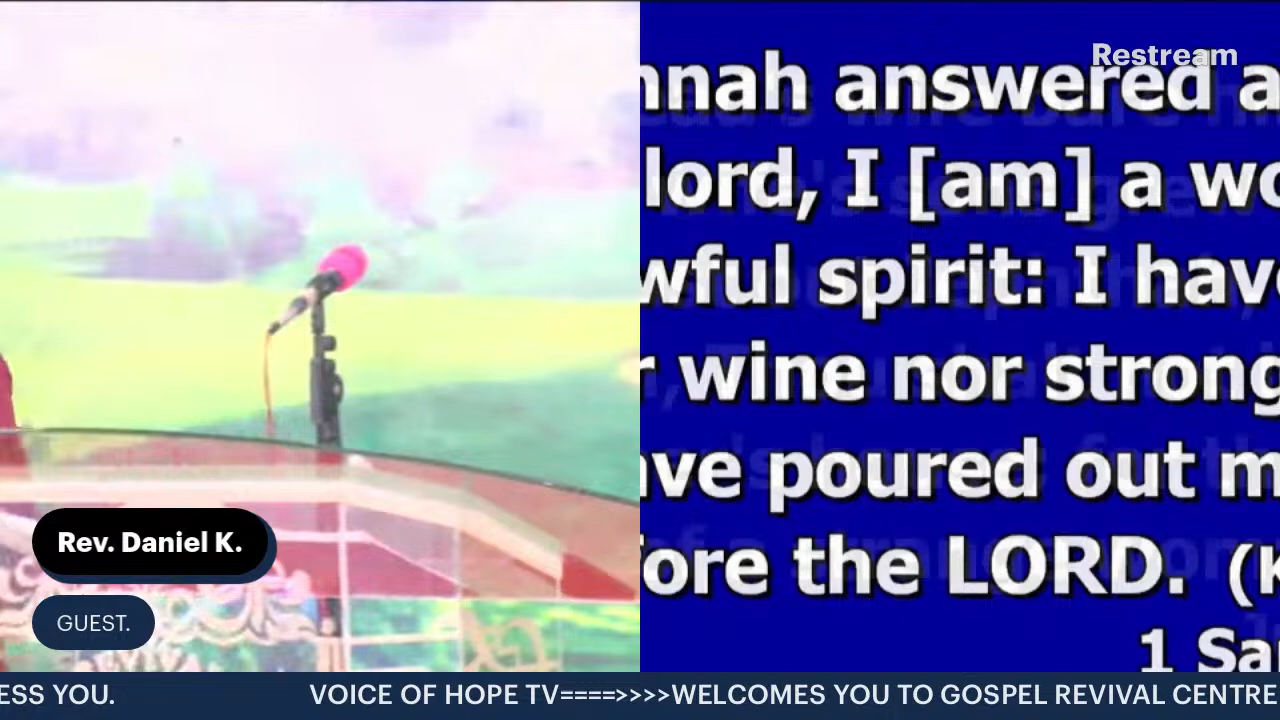 Restream
nnah answered a
lord, I [am] a wo
wful spirit: I have
r wine nor strong
ave poured out m
fore the LORD. (K
1 Sa
Rev. Daniel K.
GUEST.
ESS YOU. VOICE OF HOPE TV====>>>>WELCOMES YOU TO GOSPEL REVIVAL CENTRE